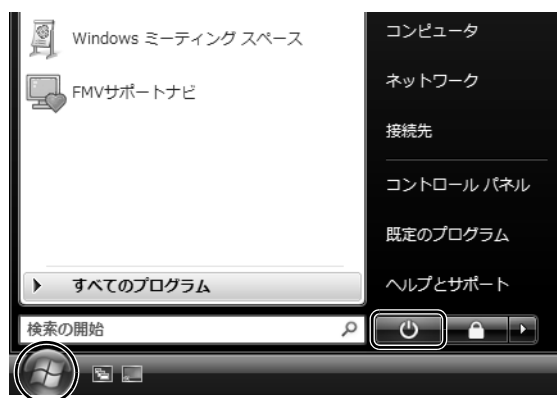 Windows ミーティング スペース
FMVサポートナビ
すべてのプログラム
検索の開始
コンピュータ
ネットワーク
接続先
コントロール パネル
既定のプログラム
ヘルプとサポート